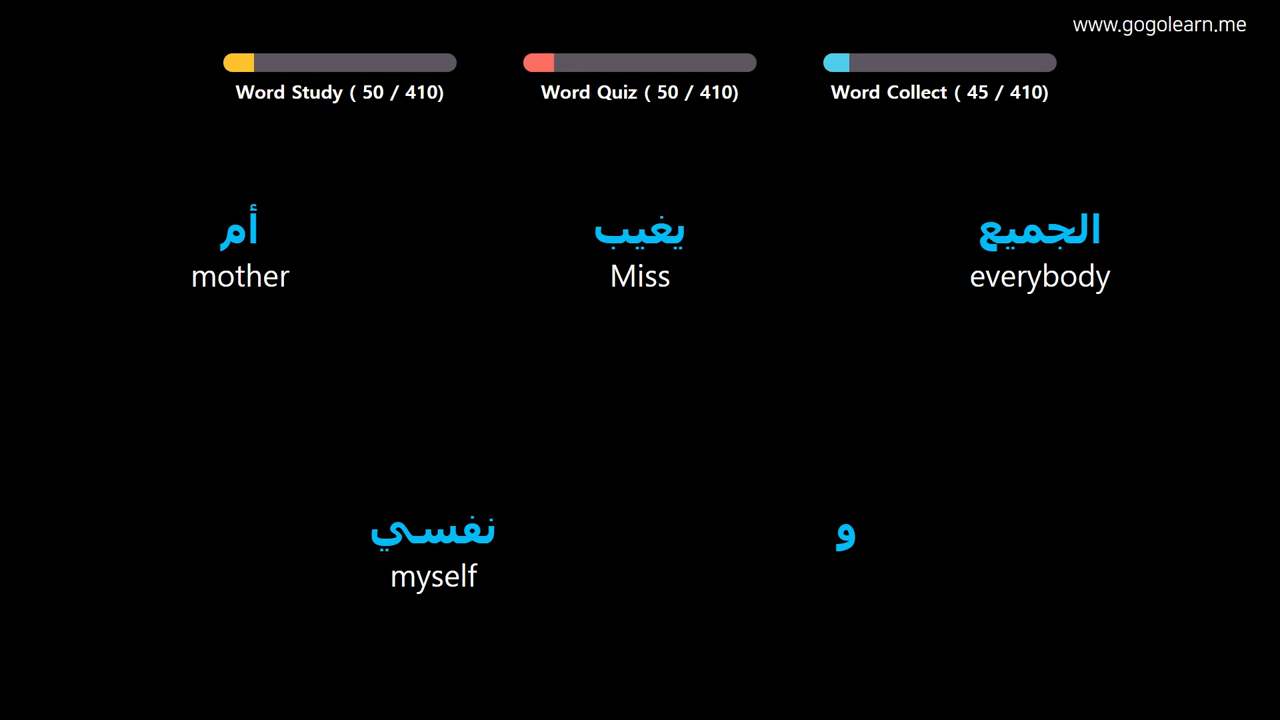 www.gogolearn.me
Word Study ( 50 / 410)
Word Quiz ( 50 / 410)
Word Collect ( 45 / 410)
أم
mother
يغيب
Miss
الجميع
everybody
نفسي
myself
و